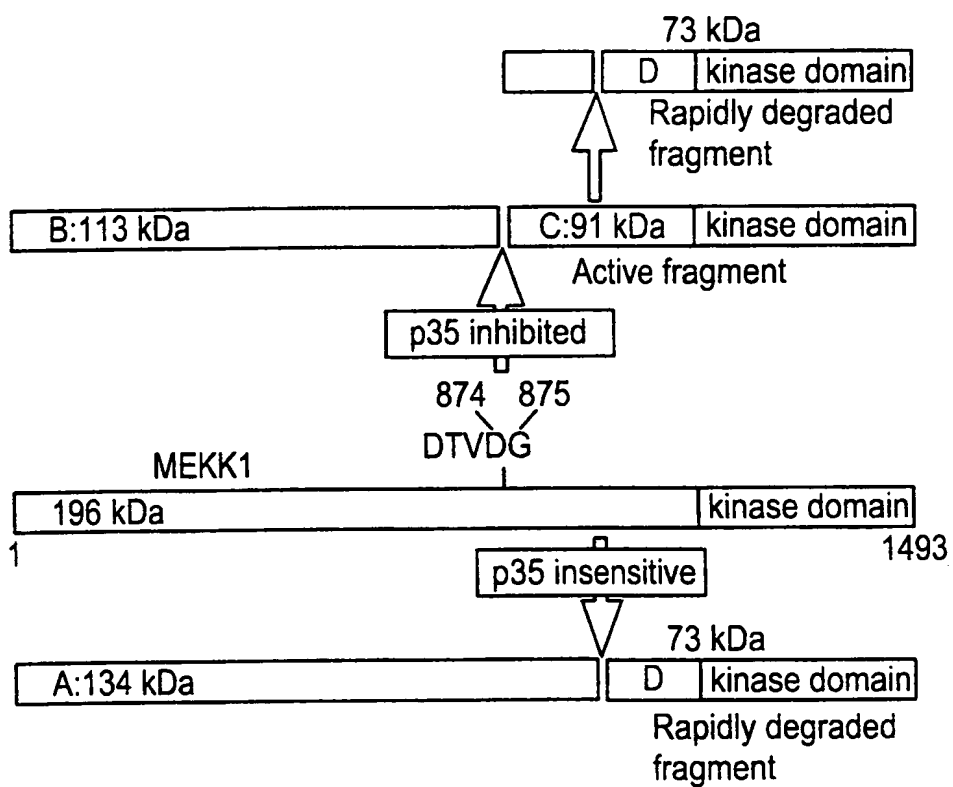 73 kDa
D
kinase domain
Rapidly degraded
fragment
B:113 kDa
C:91 kDa
kinase domain
Active fragment
p35 inhibited
874
875
DTVDG
MEKK1
196 kDa
kinase domain
1
1493
p35 insensitive
73 kDa
A:134 kDa
D
kinase domain
Rapidly degraded
fragment